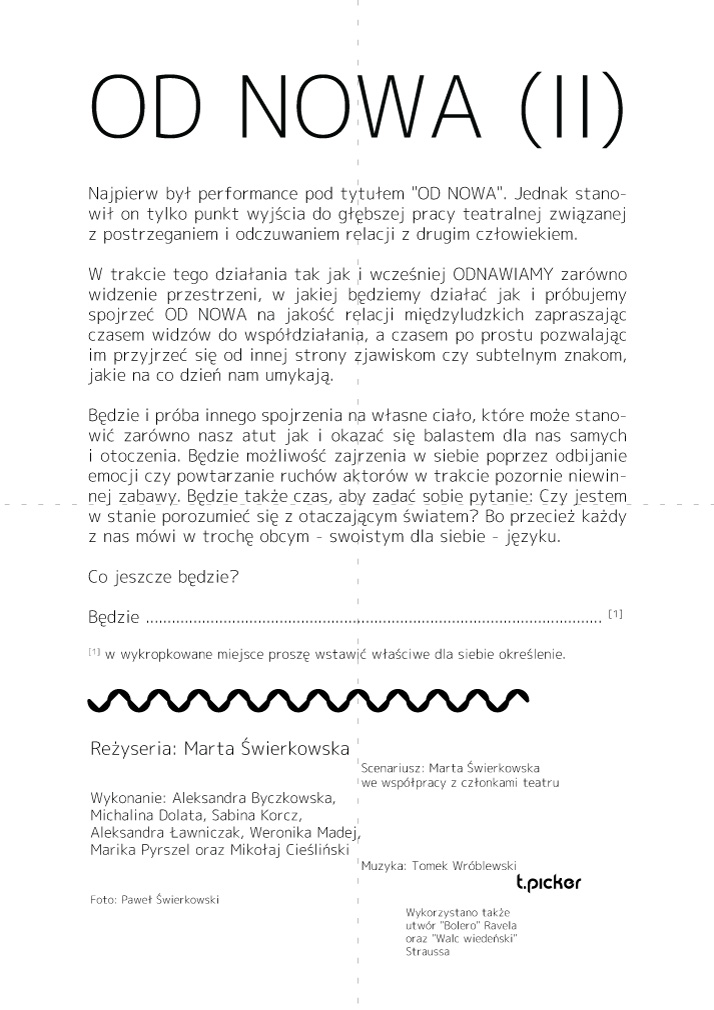 OD NOWA (II)
Najpierw był performance pod tytułem "OD NOWA". Jednak stano-
wił on tylko punkt wyjścia do głębszej pracy teatralnej związanej
z postrzeganiem i odczuwaniem relacji z drugim człowiekiem.
W trakcie tego działania tak jak i wcześniej ODNAWIAMY zarówno
widzenie przestrzeni, w jakiej będziemy działać jak i próbujemy
spojrzeć OD NOWA na jakość relacji międzyludzkich zapraszając
czasem widzów do współdziałania, a czasem po prostu pozwalając
im przyjrzeć się od innej strony zjawiskom czy subtelnym znakom,
jakie na co dzień nam umykają.
Będzie i próba innego spojrzenia na własne ciało, które może stano-
wić zarówno nasz atut jak i okazać się balastem dla nas samych
i otoczenia. Będzie możliwość zajrzenia w siebie poprzez odbijanie
emocji czy powtarzanie ruchów aktorów w trakcie pozornie niewin-
nej zabawy. Będzie także czas, aby zadać sobie pytanie: Czy jestem
w stanie porozumieć się z otaczającym światem? Bo przecież każdy
z nas mówi w trochę obcym - swoistym dla siebie - języku.
Co jeszcze będzie?
Będzie .......................................................................................................... [1]
[1] w wykropkowane miejsce proszę wstawić właściwe dla siebie określenie.
Reżyseria: Marta Świerkowska
Scenariusz: Marta Świerkowska
we współpracy z członkami teatru
Wykonanie: Aleksandra Byczkowska,
Michalina Dolata, Sabina Korcz,
Aleksandra Ławniczak, Weronika Madej,
Marika Pyrszel oraz Mikołaj Cieśliński
Muzyka: Tomek Wróblewski
t.picker
Foto: Paweł Świerkowski
Wykorzystano także
utwór "Bolero" Ravela
oraz "Walc wiedeński"
Straussa